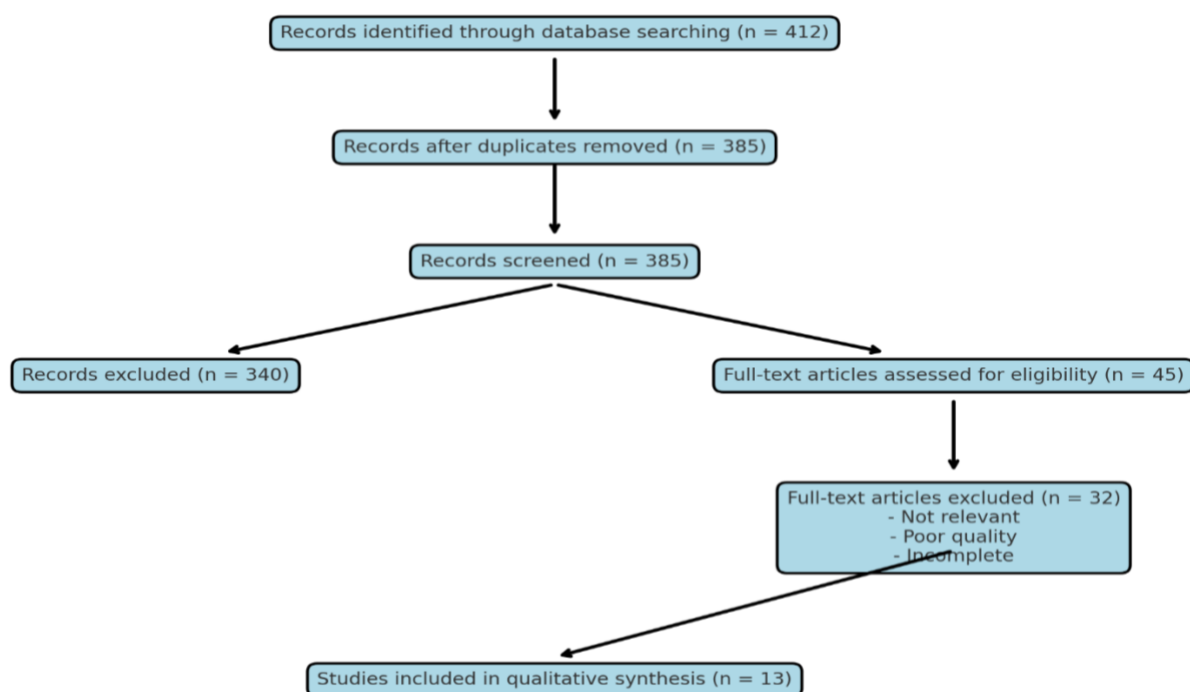 Records identified through database searching (n = 412)
Records after duplicates removed (n = 385)
Records screened (n = 385)
Records excluded (n = 340)
Full-text articles assessed for eligibility (n = 45)
Full-text articles excluded (n = 32)
- Not relevant
- Poor quality
- Incomplete
Studies included in qualitative synthesis (n = 13)